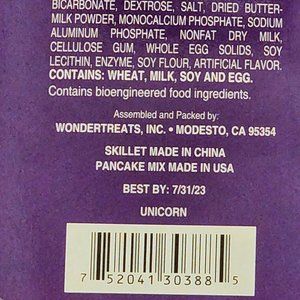 BICARBONATE, DEXTROSE, SALT, DRIED BUTTER-
MILK POWDER, MONOCALCIUM PHOSPHATE, SODIUM
ALUMINUM PHOSPHATE, NONFAT DRY MILK,
CELLULOSE GUM, WHOLE EGG SOLIDS, SOY
LECITHIN, ENZYME, SOY FLOUR, ARTIFICIAL FLAVOR.
CONTAINS: WHEAT, MILK, SOY AND EGG.
Contains bioengineered food ingredients.
Assembled and Packed by:
WONDERTREATS, INC. • MODESTO, CA 95354
SKILLET MADE IN CHINA
PANCAKE MIX MADE IN USA
BEST BY: 7/31/23
UNICORN
7 52041 30388 5